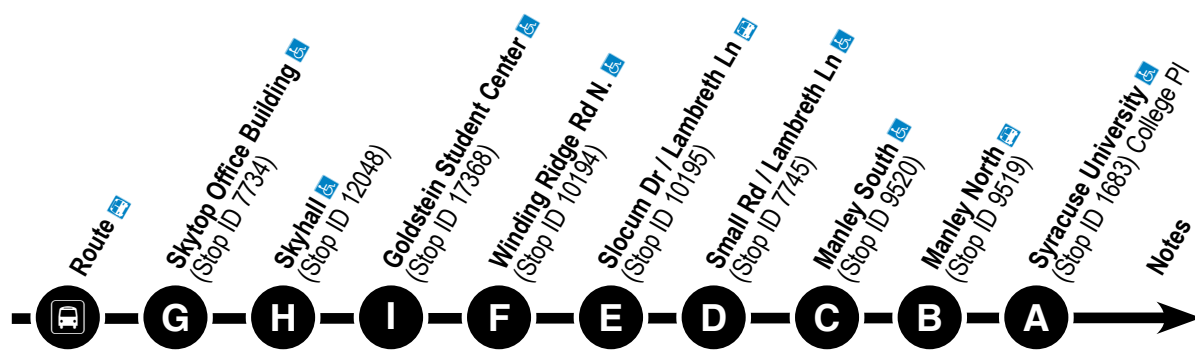 Route
Skytop Office Building
(Stop ID 7734)
Skyhall
(Stop ID 12048)
Goldstein Student Center
(Stop ID 17368)
Winding Ridge Rd N.
(Stop ID 10194)
Slocum Dr / Lambreth Ln
(Stop ID 10195)
Small Rd / Lambreth Ln
(Stop ID 7745)
Manley South
(Stop ID 9520)
Manley North
(Stop ID 9519)
Syracuse University
(Stop ID 1683) College Pl
Notes
G H I F E D C B A